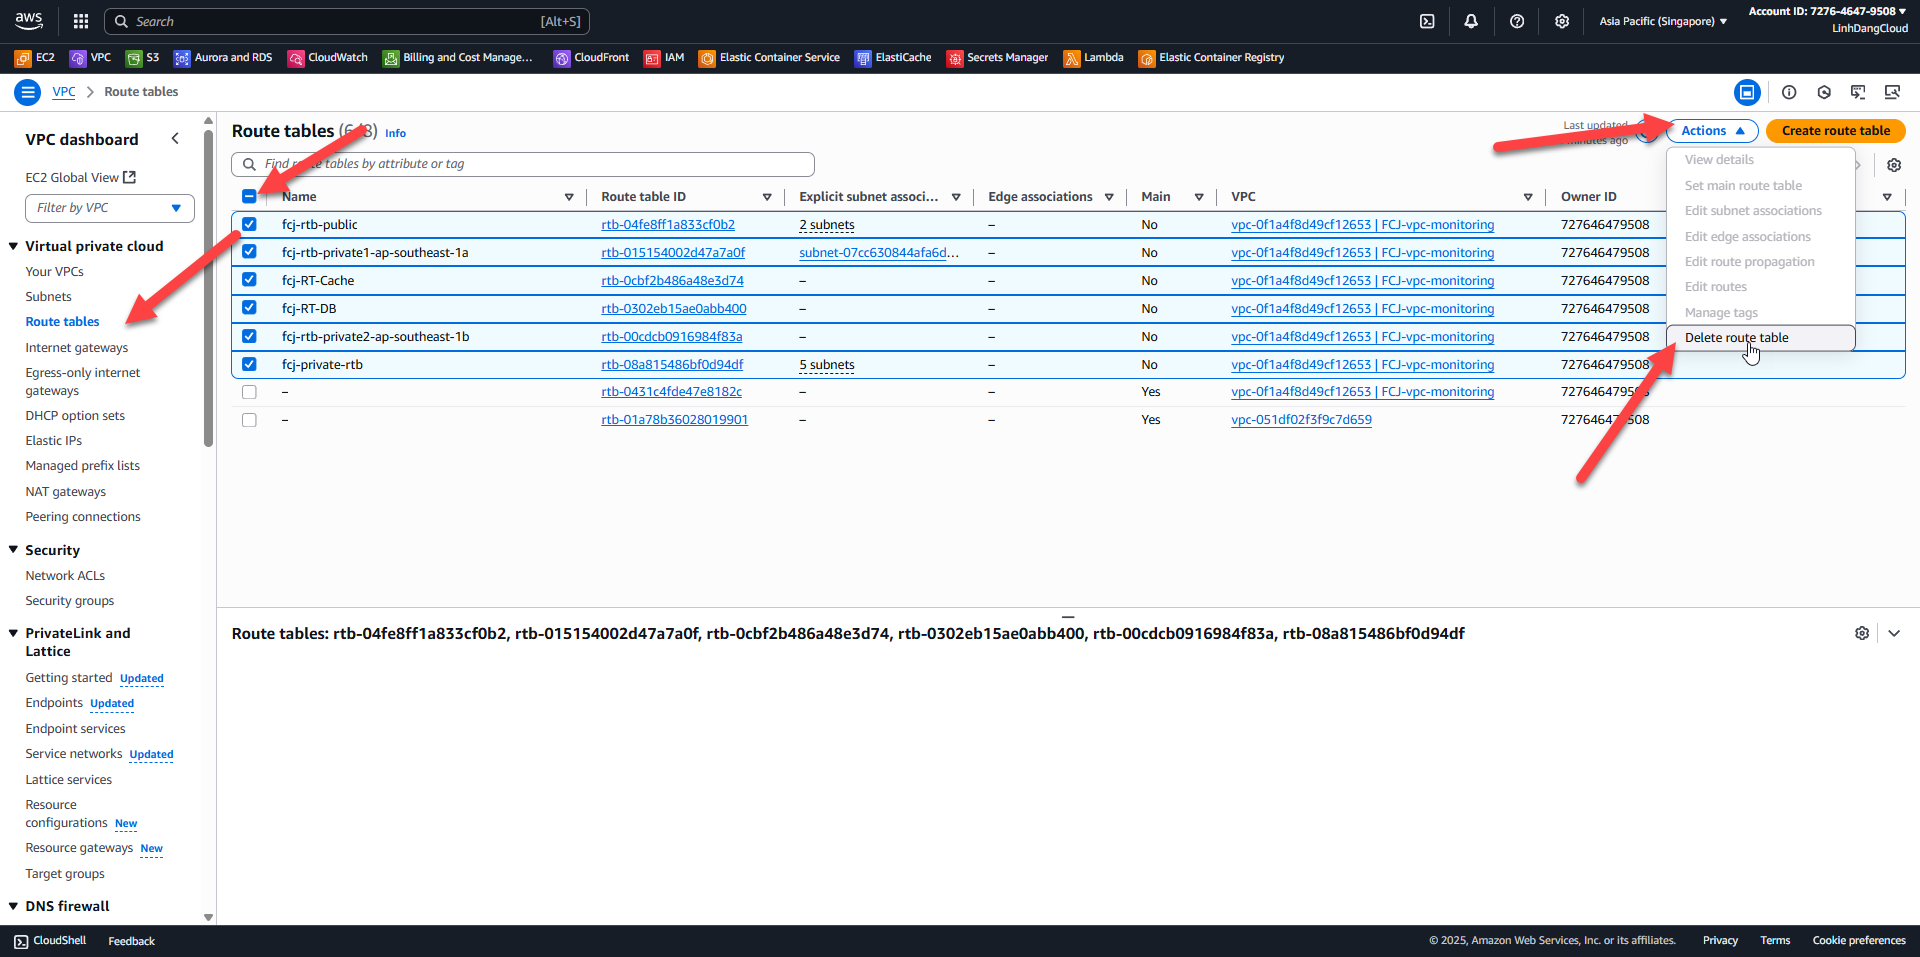 aws
Search [Alt+S]
Asia Pacific (Singapore)
Account ID: 7276-4647-9508
LinhDangCloud
EC2 VPC S3 Aurora and RDS CloudWatch Billing and Cost Manage... CloudFront IAM Elastic Container Service ElastiCache Secrets Manager Lambda Elastic Container Registry
VPC > Route tables
VPC dashboard
EC2 Global View
Filter by VPC
Virtual private cloud
Your VPCs
Subnets
Route tables
Internet gateways
Egress-only internet
gateways
DHCP option sets
Elastic IPs
Managed prefix lists
NAT gateways
Peering connections
Security
Network ACLs
Security groups
PrivateLink and
Lattice
Getting started Updated
Endpoints Updated
Endpoint services
Service networks Updated
Lattice services
Resource
configurations New
Resource gateways New
Target groups
DNS firewall
Route tables Info
Last updated
minutes ago
Actions
Create route table
Find route tables by attribute or tag
View details
Set main route table
Edit subnet associations
Edit edge associations
Edit route propagation
Edit routes
Manage tags
Delete route table
Name Route table ID Explicit subnet associ... Edge associations Main VPC Owner ID
fcj-rtb-public rtb-04fe8ff1a833cf0b2 2 subnets – No vpc-0f1a4f8d49cf12653 | FCJ-vpc-monitoring 727646479508
fcj-rtb-private1-ap-southeast-1a rtb-015154002d47a7a0f subnet-07cc630844afa6d... – No vpc-0f1a4f8d49cf12653 | FCJ-vpc-monitoring 727646479508
fcj-RT-Cache rtb-0cbf2b486a48e3d74 – – No vpc-0f1a4f8d49cf12653 | FCJ-vpc-monitoring 727646479508
fcj-RT-DB rtb-0302eb15ae0abb400 – – No vpc-0f1a4f8d49cf12653 | FCJ-vpc-monitoring 727646479508
fcj-rtb-private2-ap-southeast-1b rtb-00cdcb0916984f83a – – No vpc-0f1a4f8d49cf12653 | FCJ-vpc-monitoring 727646479508
fcj-private-rtb rtb-08a815486bf0d94df 5 subnets – No vpc-0f1a4f8d49cf12653 | FCJ-vpc-monitoring 727646479508
– rtb-0431c4fde47e8182c – – Yes vpc-0f1a4f8d49cf12653 | FCJ-vpc-monitoring
– rtb-01a78b36028019901 – – Yes vpc-051df02f3f9c7d659
Route tables: rtb-04fe8ff1a833cf0b2, rtb-015154002d47a7a0f, rtb-0cbf2b486a48e3d74, rtb-0302eb15ae0abb400, rtb-00cdcb0916984f83a, rtb-08a815486bf0d94df
CloudShell Feedback
© 2025, Amazon Web Services, Inc. or its affiliates. Privacy Terms Cookie preferences